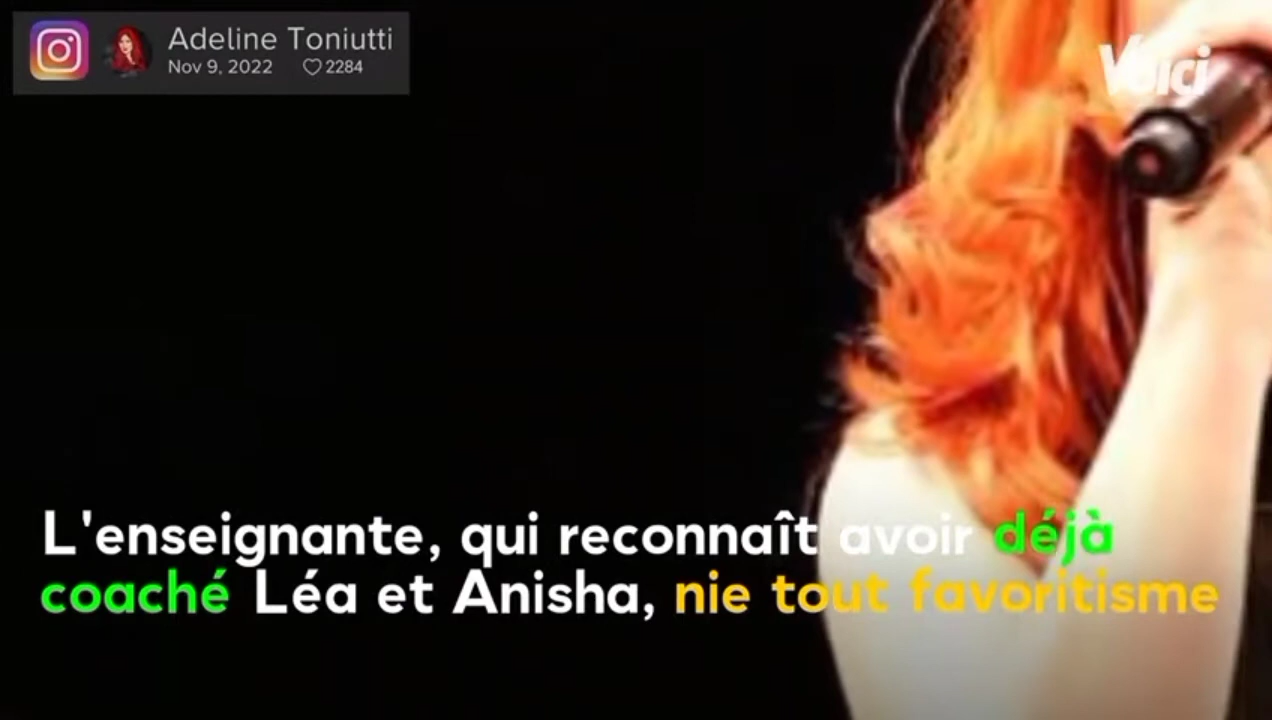 Adeline Toniutti
Nov 9, 2022 2284
Voici
L'enseignante, qui reconnaît avoir déjà
coaché Léa et Anisha, nie tout favoritisme